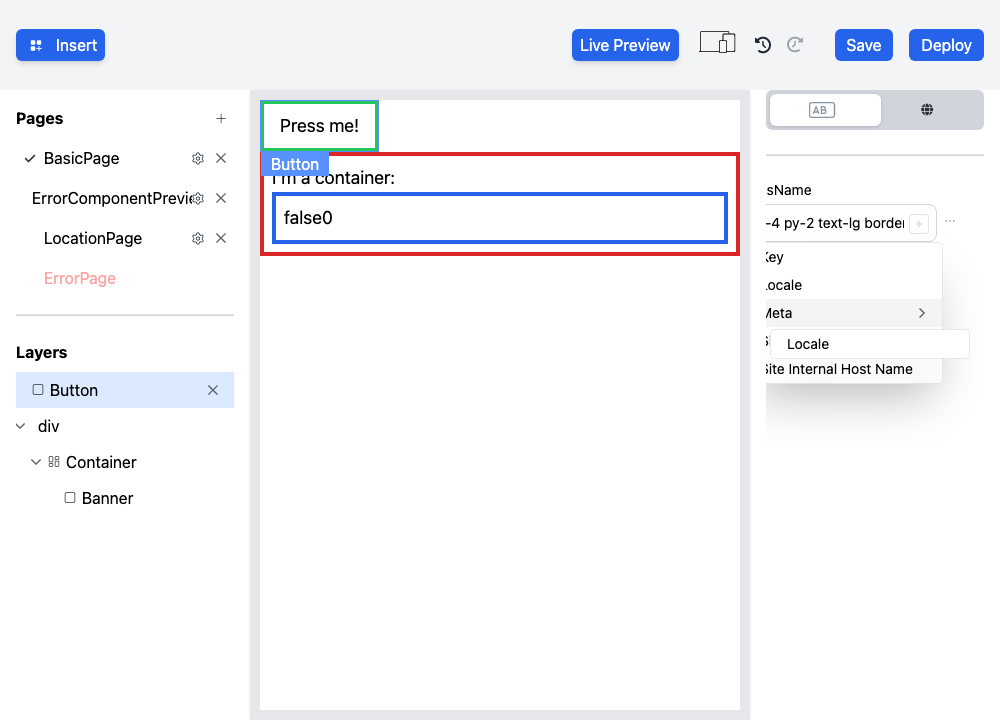 Insert
Live Preview
Save
Deploy
Pages
BasicPage
ErrorComponentPrevie
LocationPage
ErrorPage
Layers
Button
div
Container
Banner
Press me!
Button
I'm a container:
false0
AB
sName
-4 py-2 text-lg border
Key
Locale
Meta
Locale
Site Internal Host Name